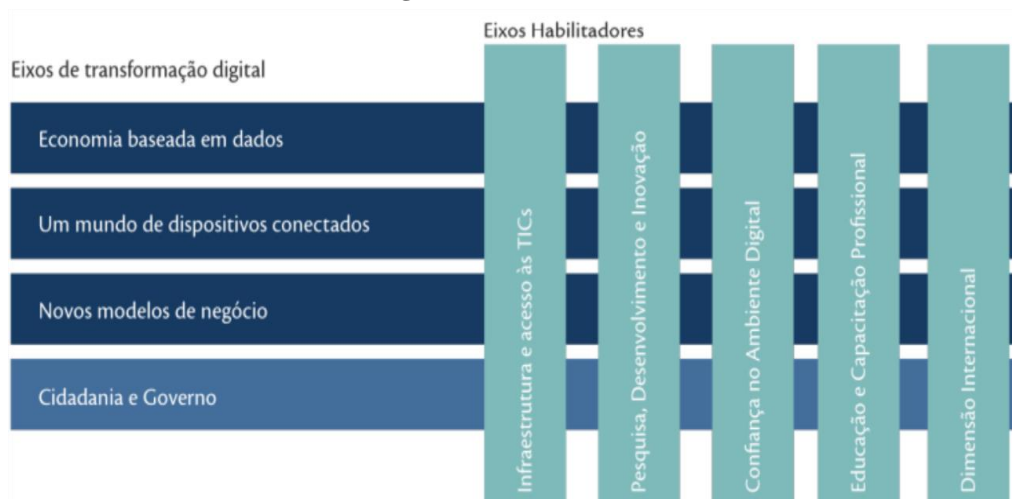 Eixos Habilitadores
Eixos de transformação digital
Economia baseada em dados
Um mundo de dispositivos conectados
Novos modelos de negócio
Cidadania e Governo
Infraestrutura e acesso às TICs
Pesquisa, Desenvolvimento e Inovação
Confiança no Ambiente Digital
Educação e Capacitação Profissional
Dimensão Internacional